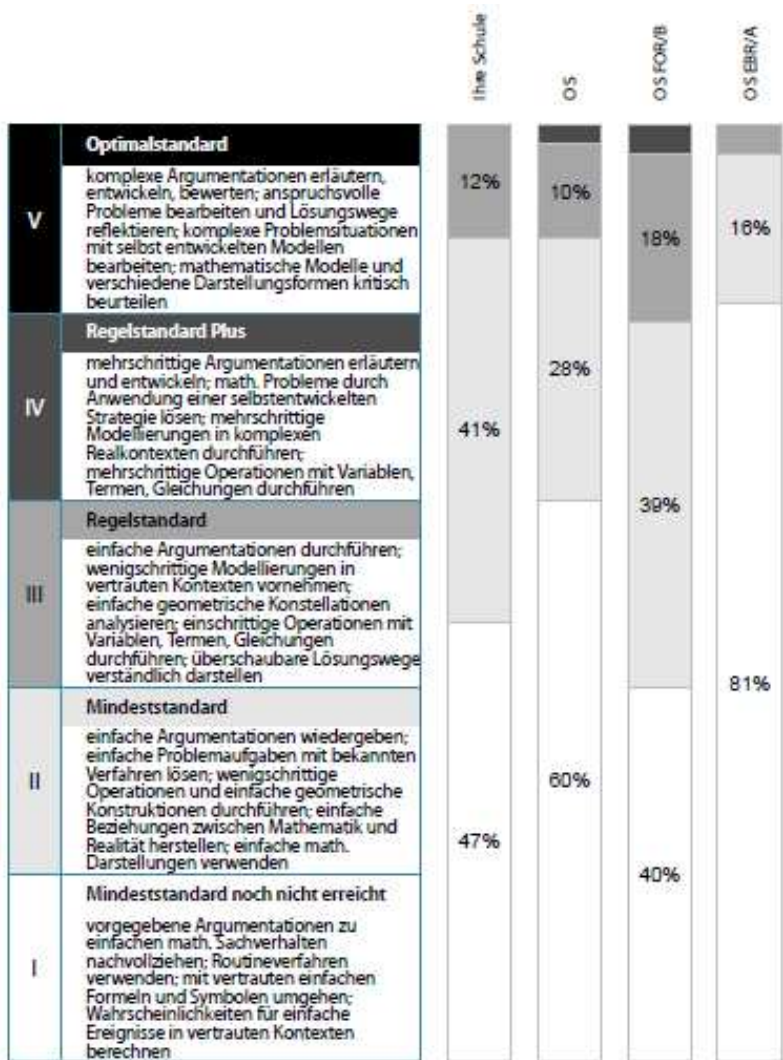 Ihre Schule
OS
OS FOR/B
OS EBR/A
V
Optimalstandard
komplexe Argumentationen erläutern,
entwickeln, bewerten; anspruchsvolle
Probleme bearbeiten und Lösungswege
reflektieren; komplexe Problemsituationen
mit selbst entwickelten Modellen
bearbeiten; mathematische Modelle und
verschiedene Darstellungsformen kritisch
beurteilen
IV
Regelstandard Plus
mehrschrittige Argumentationen erläutern
und entwickeln; math. Probleme durch
Anwendung einer selbstentwickelten
Strategie lösen; mehrschrittige
Modellierungen in komplexen
Realkontexten durchführen;
mehrschrittige Operationen mit Variablen,
Termen, Gleichungen durchführen
III
Regelstandard
einfache Argumentationen durchführen;
wenigschrittige Modellierungen in
vertrauten Kontexten vornehmen;
einfache geometrische Konstellationen
analysieren; einschrittige Operationen mit
Variablen, Termen, Gleichungen
durchführen; überschaubare Lösungswege
verständlich darstellen
II
Mindeststandard
einfache Argumentationen wiedergeben;
einfache Problemaufgaben mit bekannten
Verfahren lösen; wenigschrittige
Operationen und einfache geometrische
Konstruktionen durchführen; einfache
Beziehungen zwischen Mathematik und
Realität herstellen; einfache math.
Darstellungen verwenden
I
Mindeststandard noch nicht erreicht
vorgegebene Argumentationen zu
einfachen math. Sachverhalten
nachvollziehen; Routineverfahren
verwenden; mit vertrauten einfachen
Formeln und Symbolen umgehen;
Wahrscheinlichkeiten für einfache
Ereignisse in vertrauten Kontexten
berechnen
12%
41%
47%
10%
28%
60%
18%
39%
40%
16%
81%